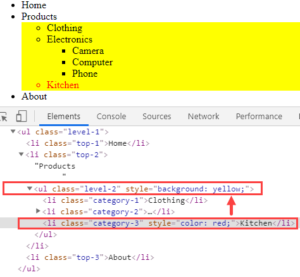 Home
Products
Clothing
Electronics
Camera
Computer
Phone
Kitchen
About
Elements Console Sources Network
<ul class="level-1">
<li class="top-1">Home</li>
<li class="top-2">
"Products
"
<ul class="level-2" style="background: yellow;">
<li class="category-1">Clothing</li>
<li class="category-2">…</li>
<li class="category-3" style="color: red;">Kitchen</li>
</ul>
</li>
<li class="top-3">About</li>